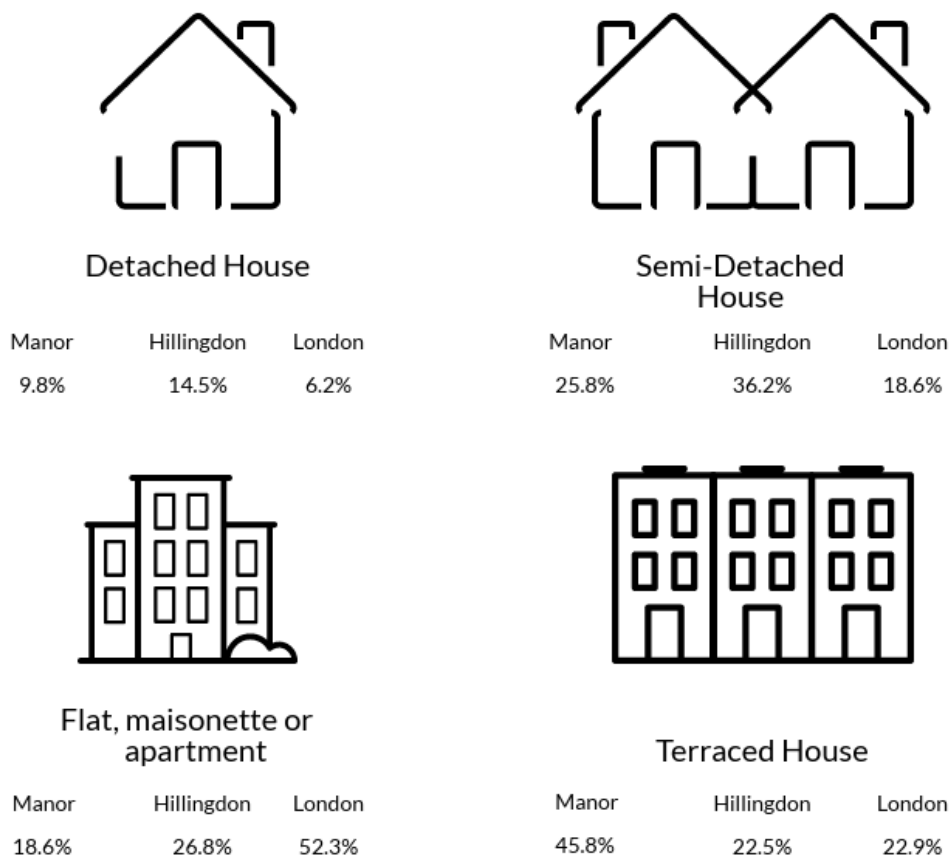 Detached House
Manor Hillingdon London
9.8% 14.5% 6.2%
Semi-Detached
House
Manor Hillingdon London
25.8% 36.2% 18.6%
Flat, maisonette or
apartment
Manor Hillingdon London
18.6% 26.8% 52.3%
Terraced House
Manor Hillingdon London
45.8% 22.5% 22.9%